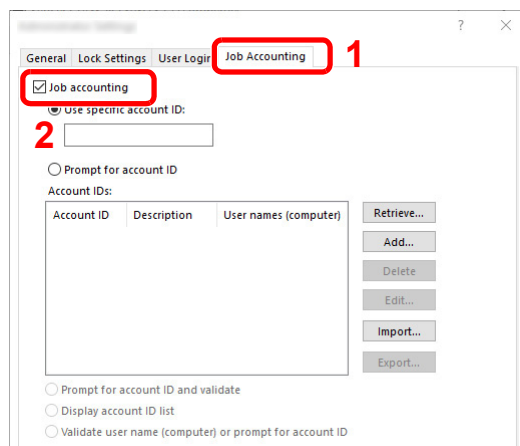 ? ×
General Lock Settings User Login Job Accounting 1
Job accounting
Use specific account ID:
2
Prompt for account ID
Account IDs:
Account ID Description User names (computer) Retrieve...
Add...
Delete
Edit...
Import...
Export...
Prompt for account ID and validate
Display account ID list
Validate user name (computer) or prompt for account ID